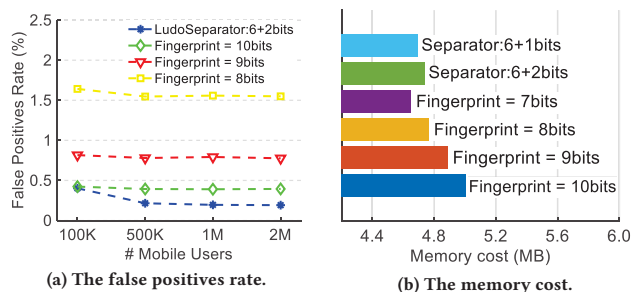 False Positives Rate (%)
2.5
2
1.5
1
0.5
0
LudoSeparator:6+2bits
Fingerprint = 10bits
Fingerprint = 9bits
Fingerprint = 8bits
100K 500K 1M 2M
# Mobile Users
(a) The false positives rate.
Separator:6+1bits
Separator:6+2bits
Fingerprint = 7bits
Fingerprint = 8bits
Fingerprint = 9bits
Fingerprint = 10bits
4.4 4.8 5.2 5.6 6.0
Memory cost (MB)
(b) The memory cost.